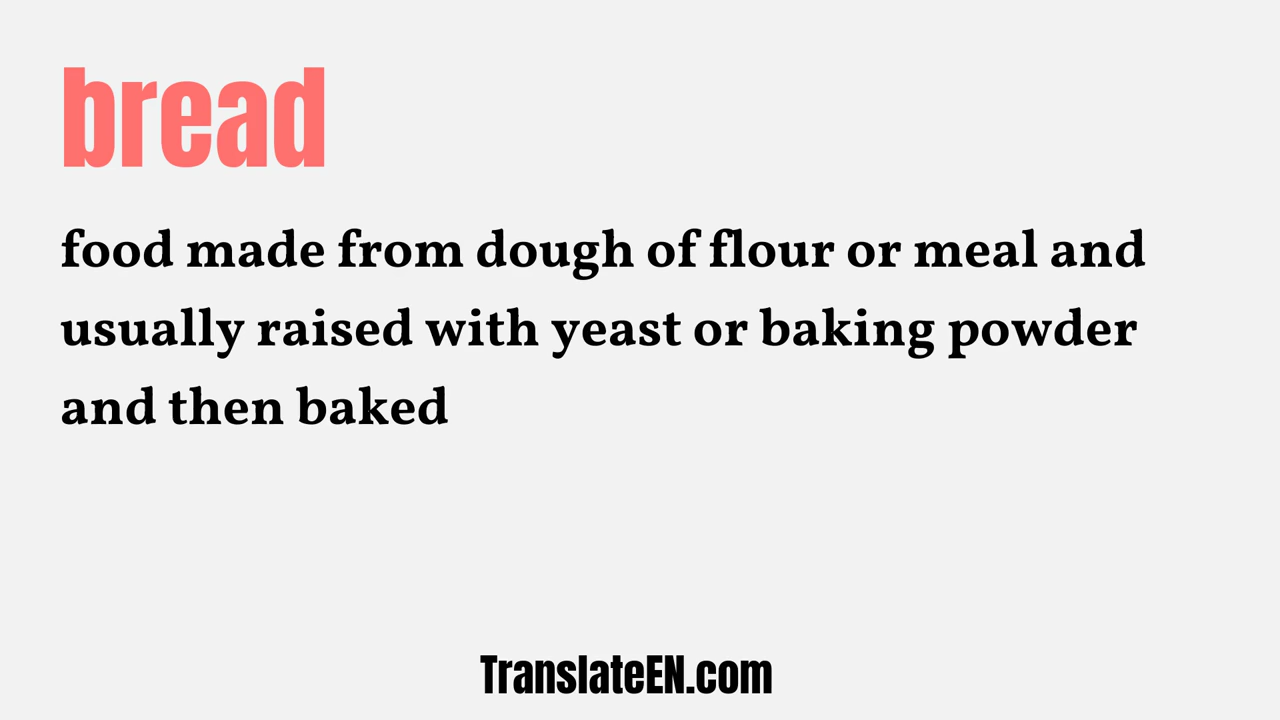 bread
food made from dough of flour or meal and
usually raised with yeast or baking powder
and then baked
TranslateEN.com